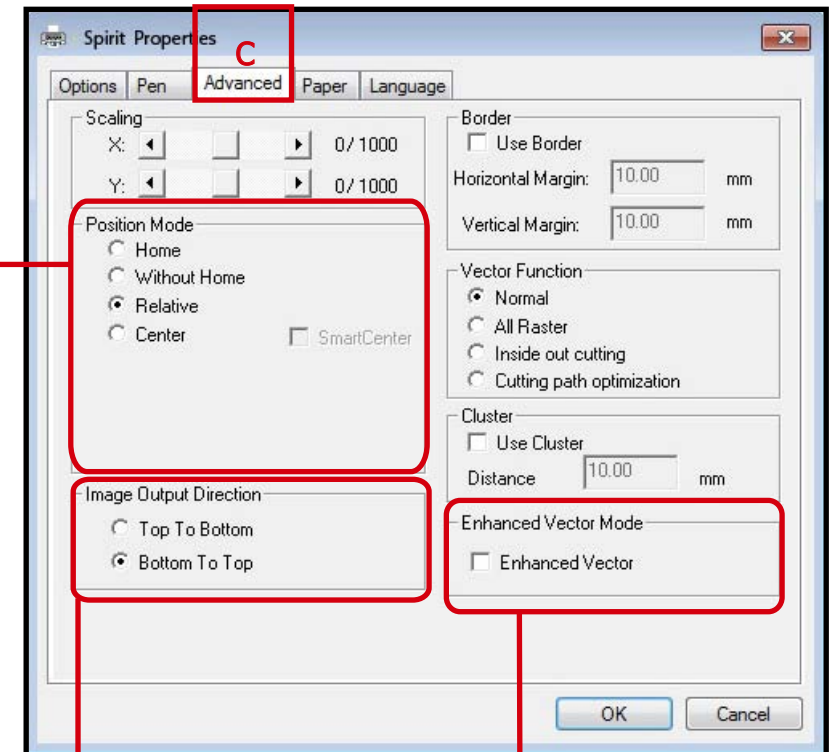 Spirit Properties
C
Options Pen Advanced Paper Language
Scaling
X: 0/ 1000
Y: 0/ 1000
Position Mode
Home
Without Home
Relative
Center SmartCenter
Image Output Direction
Top To Bottom
Bottom To Top
Border
Use Border
Horizontal Margin: 10.00 mm
Vertical Margin: 10.00 mm
Vector Function
Normal
All Raster
Inside out cutting
Cutting path optimization
Cluster
Use Cluster
Distance 10.00 mm
Enhanced Vector Mode
Enhanced Vector
OK Cancel